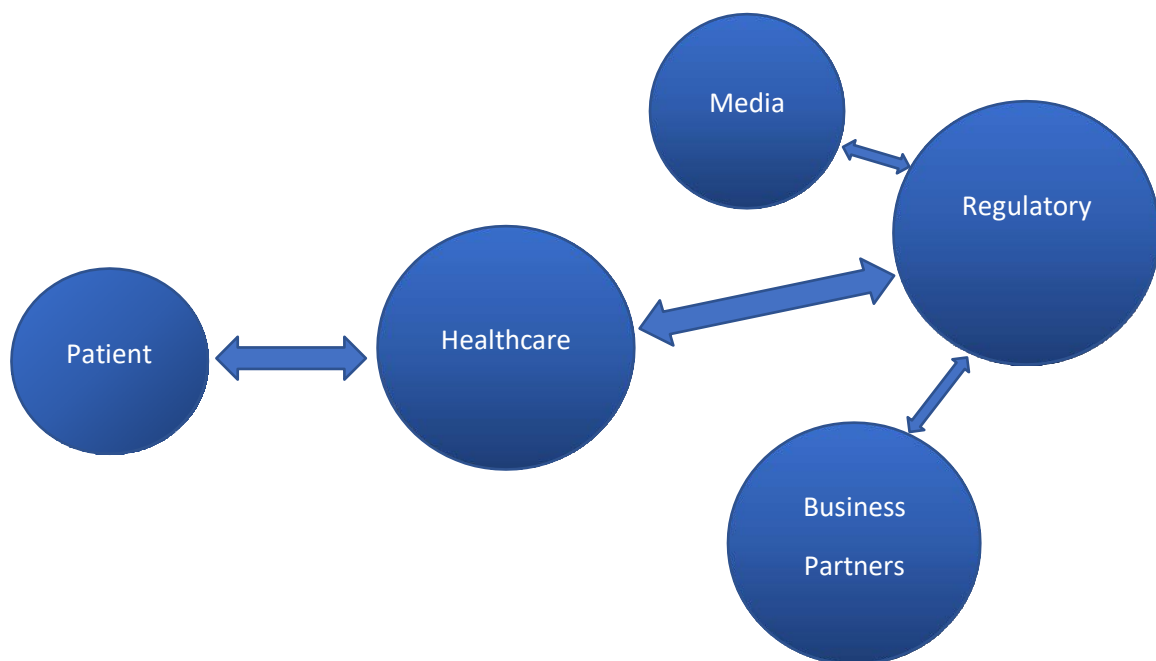 Media
Regulatory
Healthcare
Patient
Business
Partners